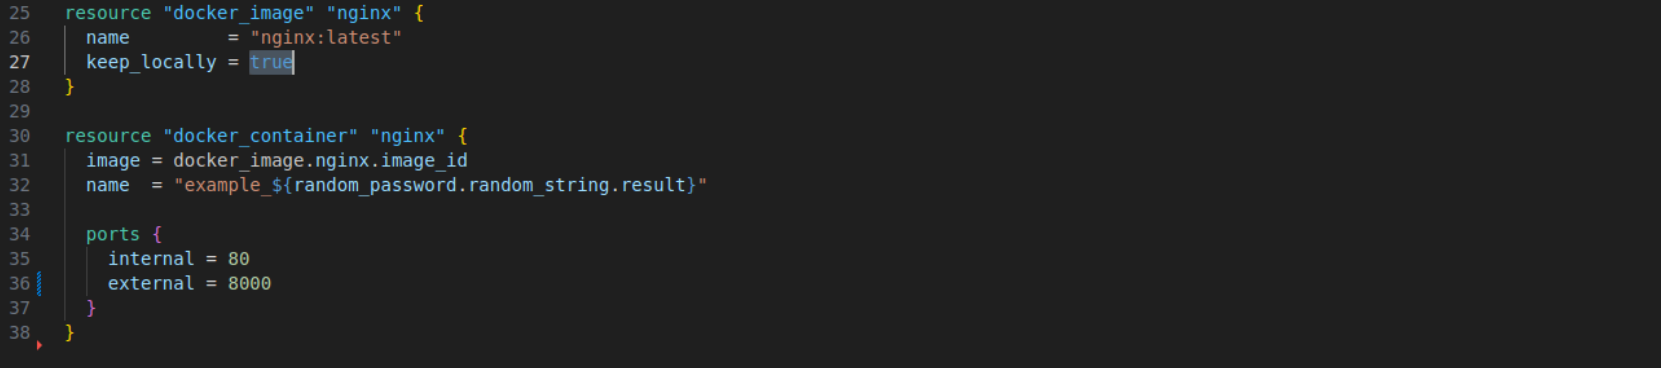 25 resource "docker_image" "nginx" {
26   name         = "nginx:latest"
27   keep_locally = true
28 }
29
30 resource "docker_container" "nginx" {
31   image = docker_image.nginx.image_id
32   name  = "example_${random_password.random_string.result}"
33
34   ports {
35     internal = 80
36     external = 8000
37   }
38 }